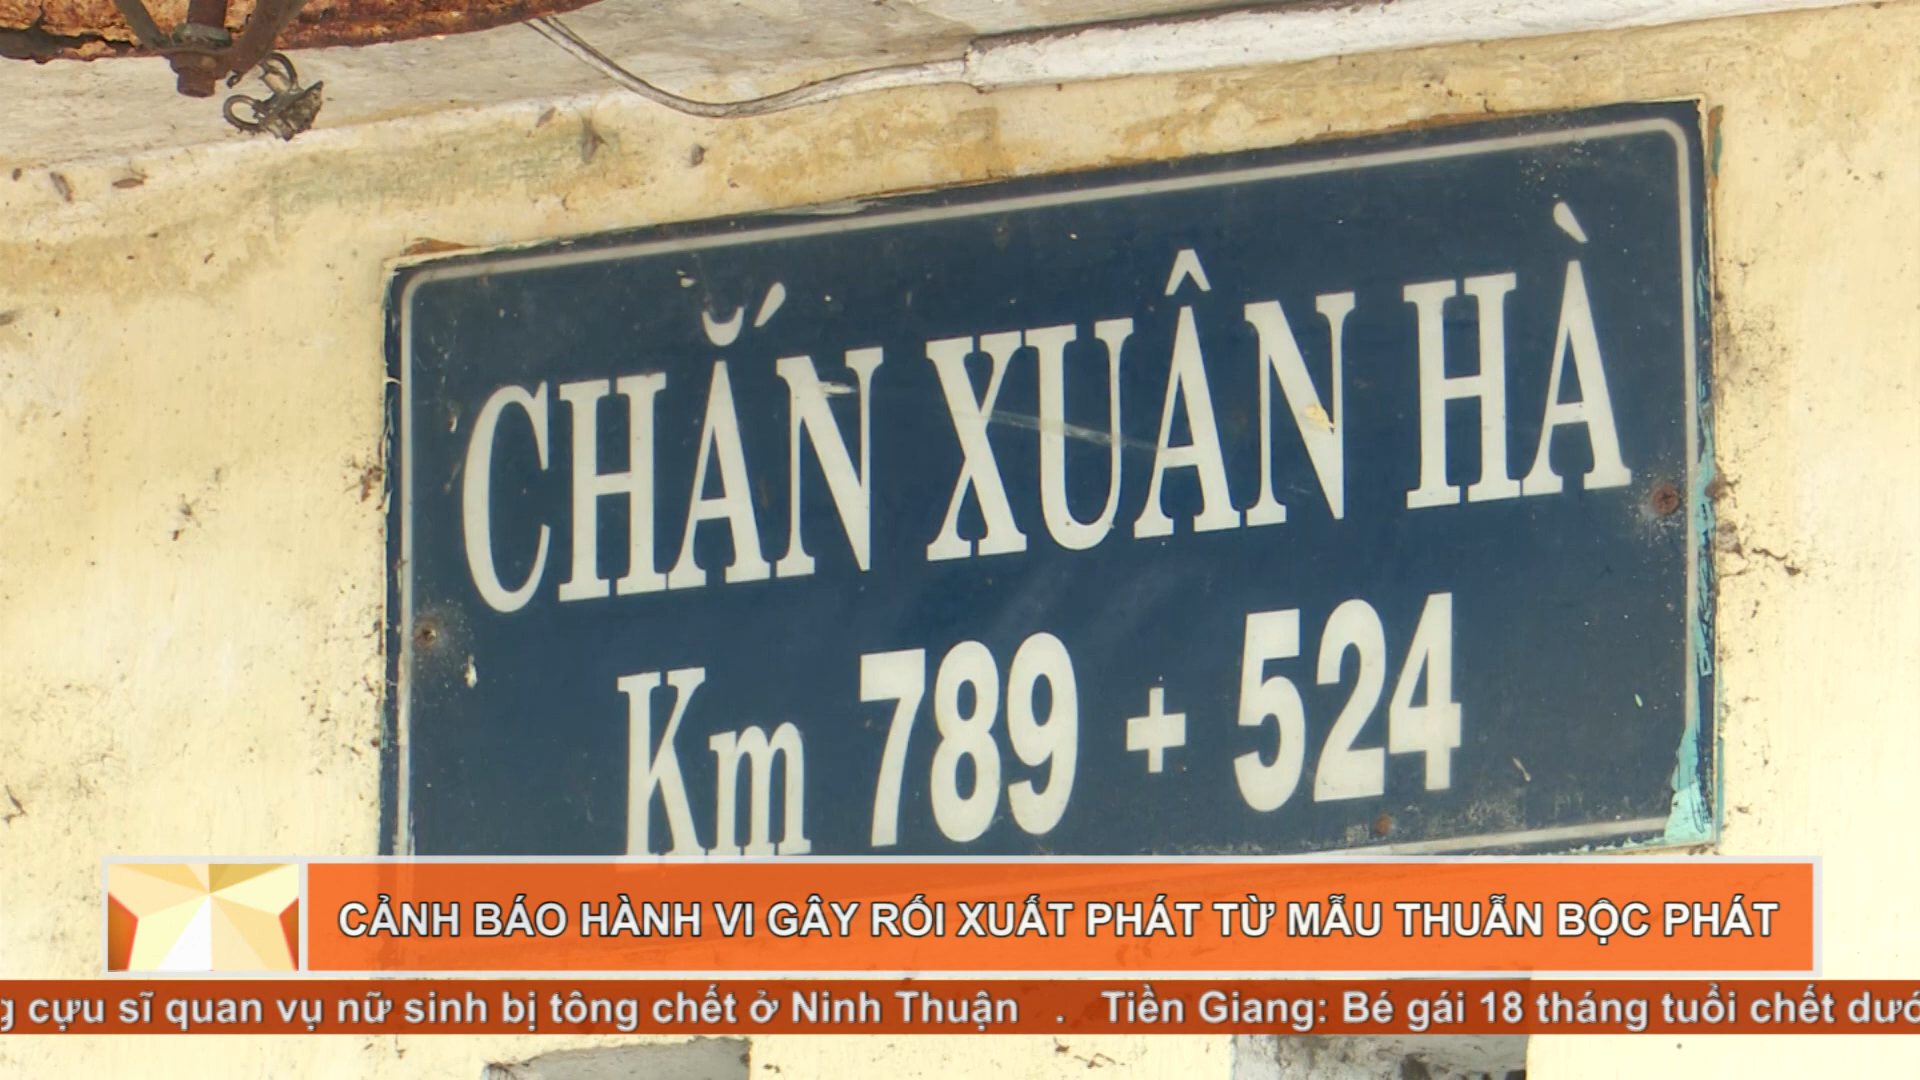 CHẮN XUÂN HÀ
Km 789 + 524
CẢNH BÁO HÀNH VI GÂY RỐI XUẤT PHÁT TỪ MẪU THUẪN BỘC PHÁT
cựu sĩ quan vụ nữ sinh bị tông chết ở Ninh Thuận . Tiền Giang: Bé gái 18 tháng tuổi chết